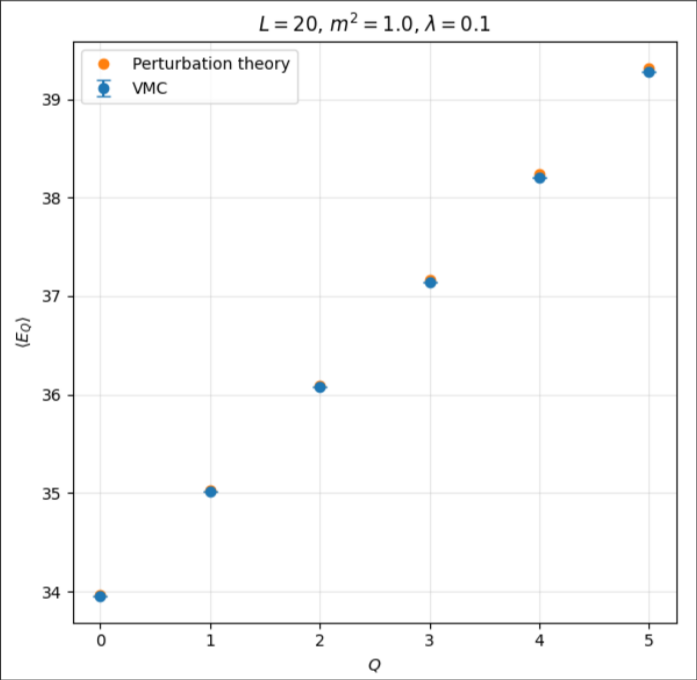 L = 20, m² = 1.0, λ = 0.1
Perturbation theory
VMC
39
38
37
36
35
34
⟨E_Q⟩
0 1 2 3 4 5
Q